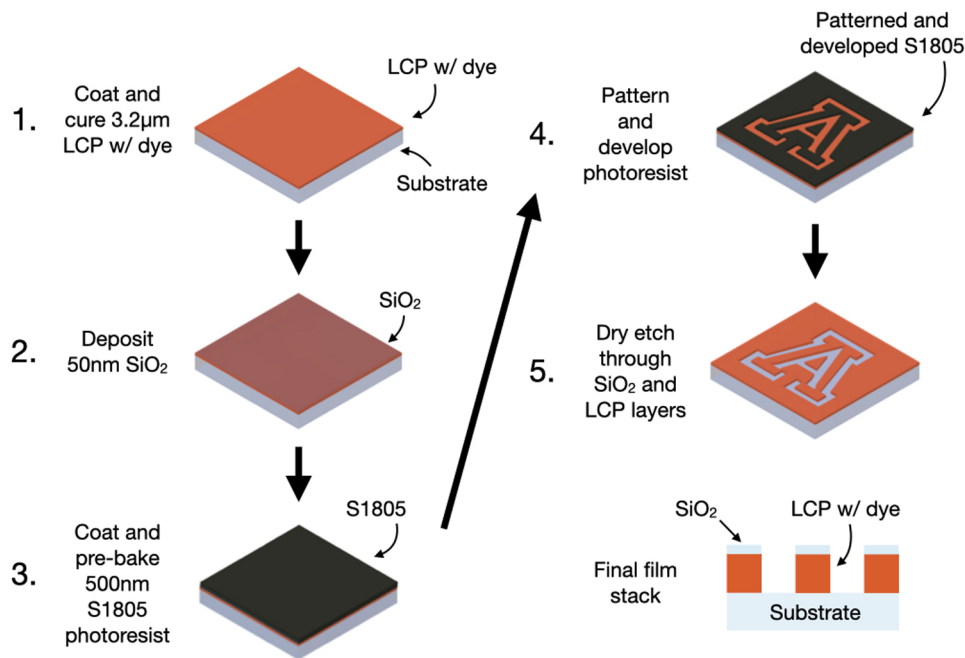 1.
Coat and
cure 3.2µm
LCP w/ dye
LCP w/ dye
Substrate
2.
Deposit
50nm SiO₂
SiO₂
3.
Coat and
pre-bake
500nm
S1805
photoresist
S1805
4.
Pattern
and
develop
photoresist
Patterned and
developed S1805
A
5.
Dry etch
through
SiO₂ and
LCP layers
A
Final film
stack
SiO₂
LCP w/ dye
Substrate